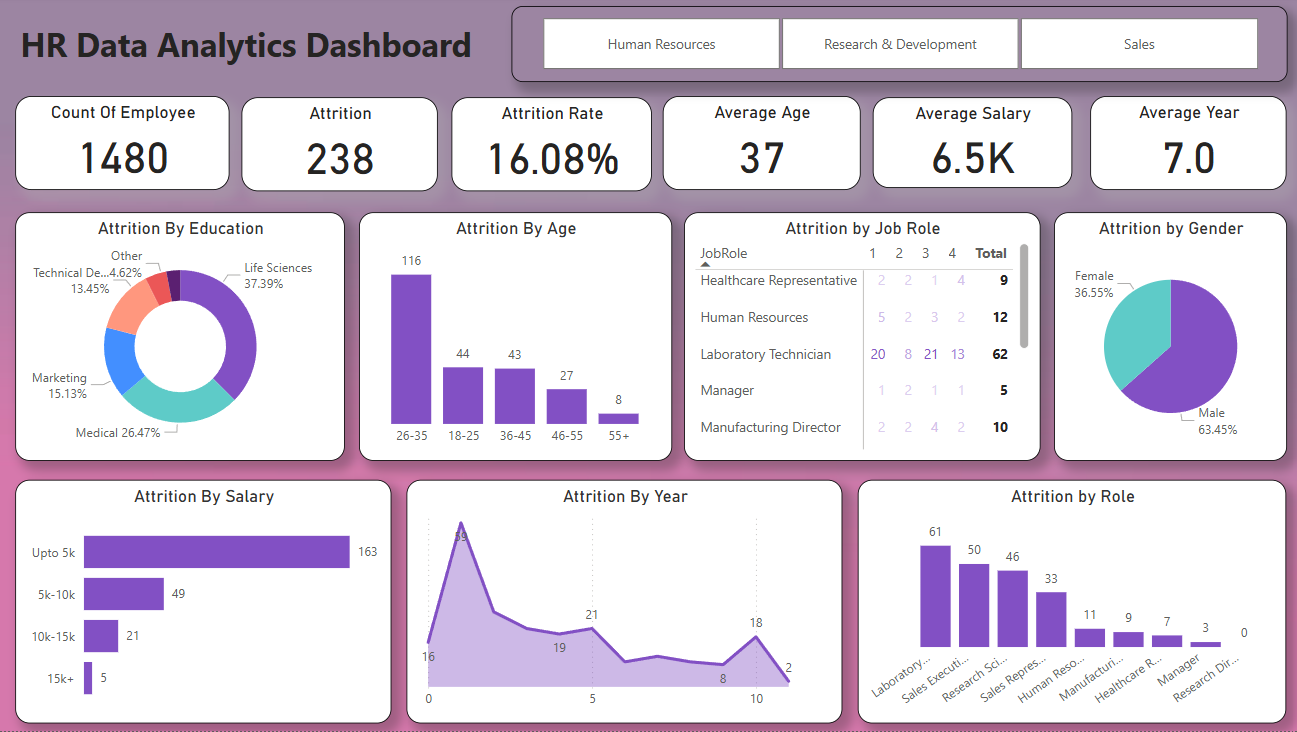 HR Data Analytics Dashboard
Human Resources
Research & Development
Sales
Count Of Employee
1480
Attrition
238
Attrition Rate
16.08%
Average Age
37
Average Salary
6.5K
Average Year
7.0
Attrition By Education
Other
4.62%
Technical De...
13.45%
Life Sciences
37.39%
Marketing
15.13%
Medical 26.47%
Attrition By Age
116
44
43
27
8
26-35 18-25 36-45 46-55 55+
Attrition by Job Role
JobRole 1 2 3 4 Total
Healthcare Representative 2 2 1 4 9
Human Resources 5 2 3 2 12
Laboratory Technician 20 8 21 13 62
Manager 1 2 1 1 5
Manufacturing Director 2 2 4 2 10
Attrition by Gender
Female
36.55%
Male
63.45%
Attrition By Salary
Upto 5k 163
5k-10k 49
10k-15k 21
15k+ 5
Attrition By Year
59
16
19
21
8
18
2
0 5 10
Attrition by Role
61
50
46
33
11
9
7
3
0
Laboratory...
Sales Executi...
Research Sci...
Sales Repres...
Human Reso...
Manufacturi...
Healthcare R...
Manager
Research Dir...